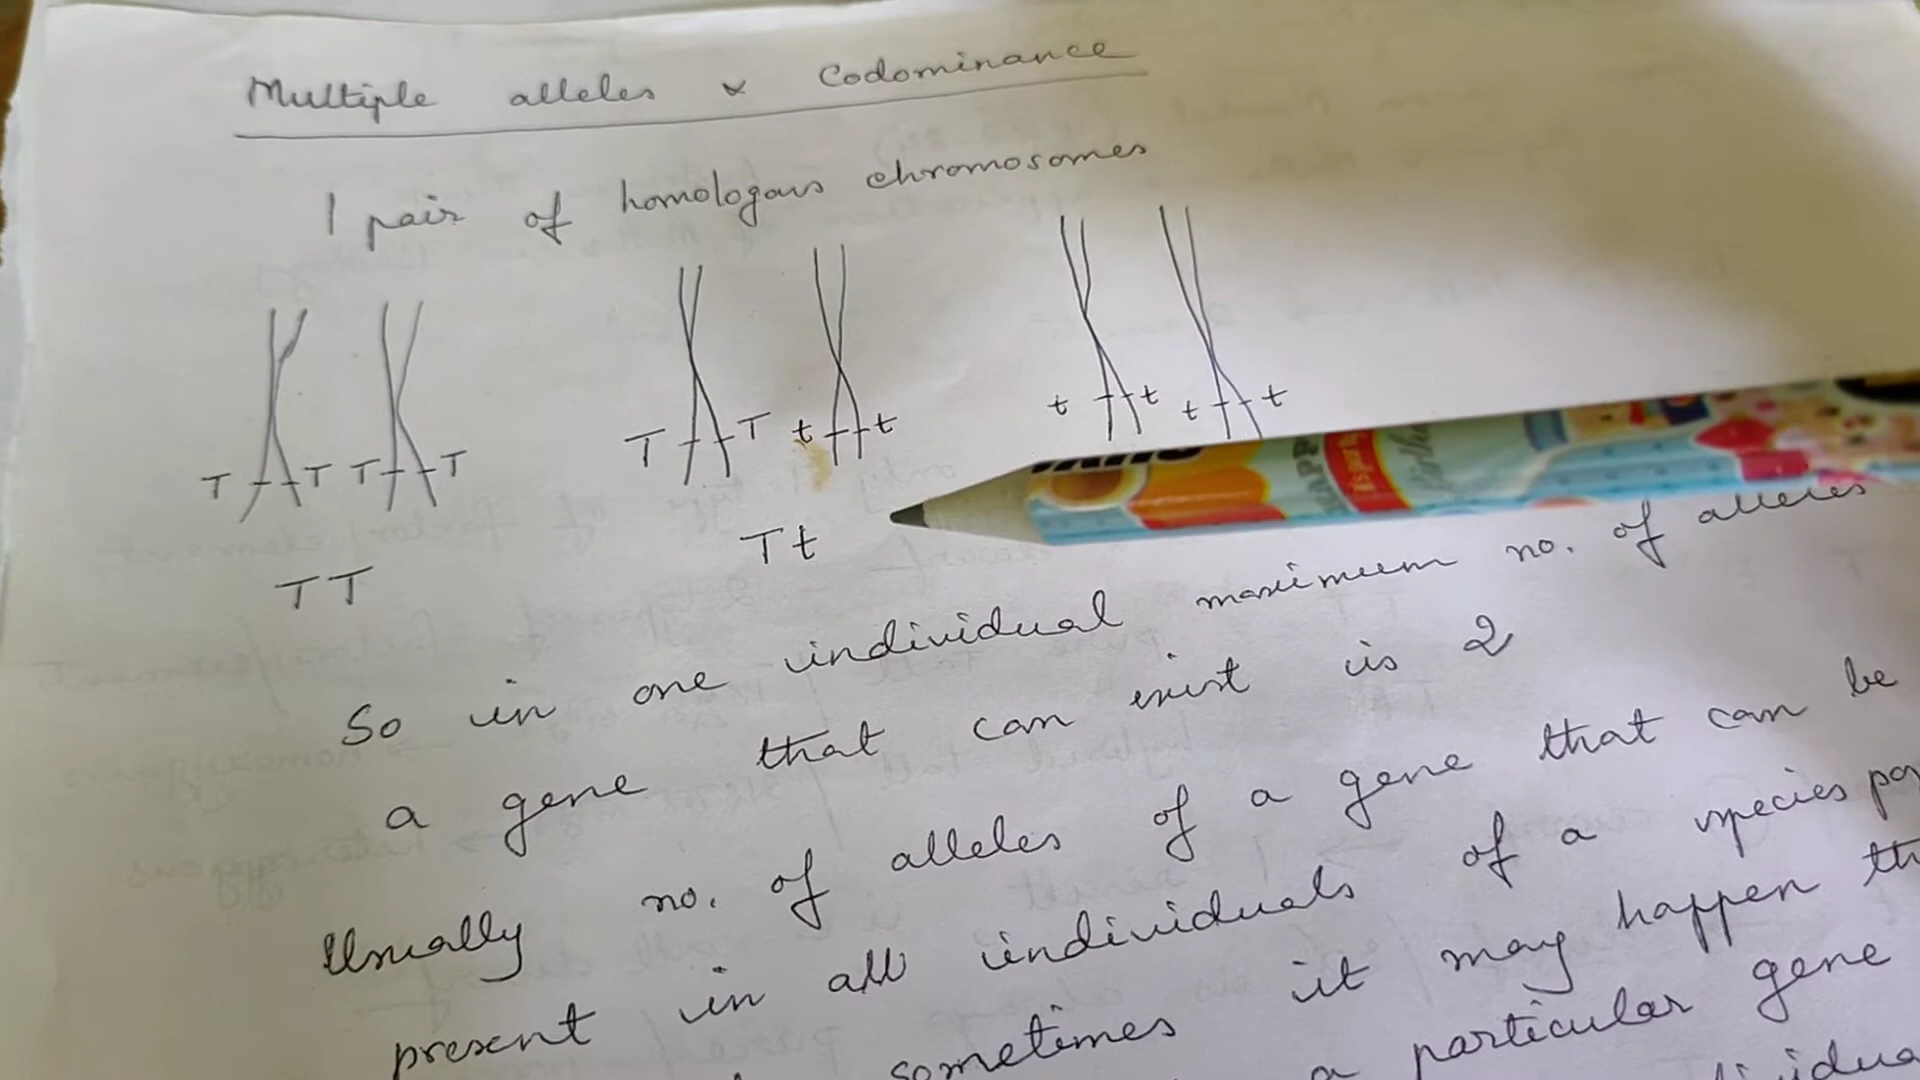 Multiple alleles & Codominance
1 pair of homologous chromosomes
T T T T
T T t t
t t t t
TT
Tt
So in one individual maximum no. of alleles
a gene that can exist is 2
Usually no. of alleles of a gene that can be
present in all individuals of a species
sometimes it may happen
a particular gene